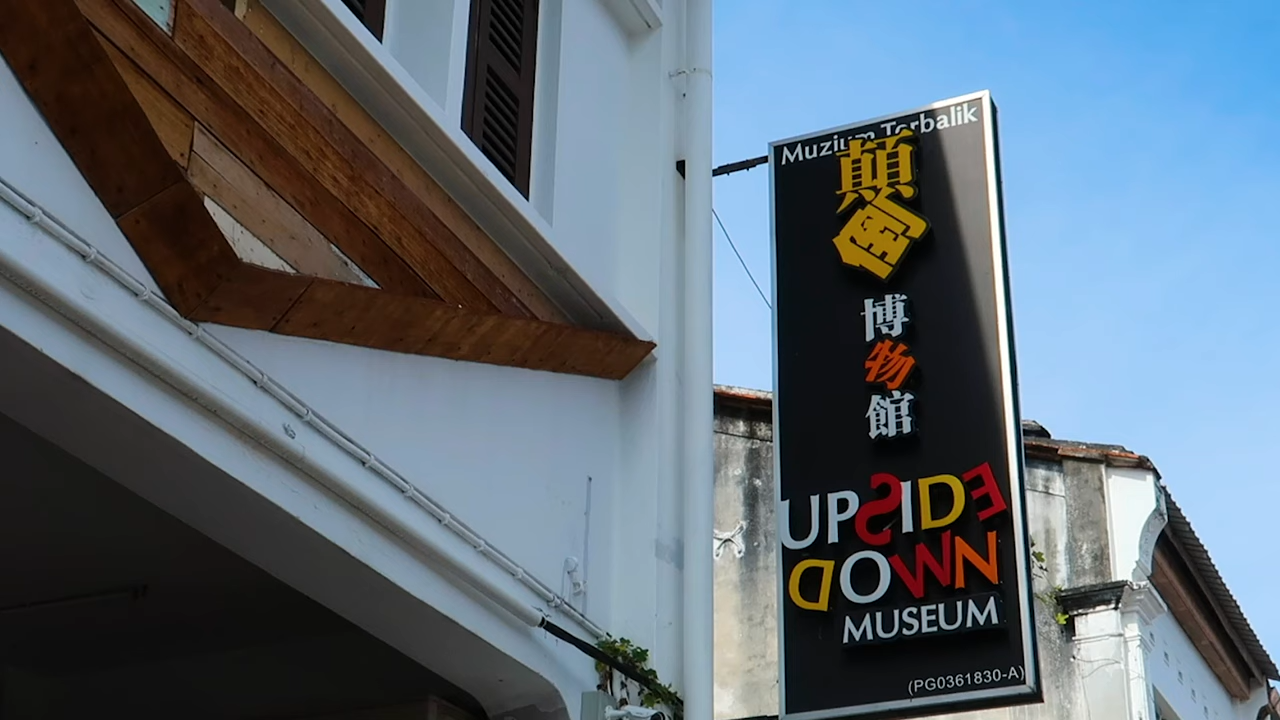 Muzium Terbalik
顛
倒
博
物
館
UPSIDE
DOWN
MUSEUM
(PG0361830-A)